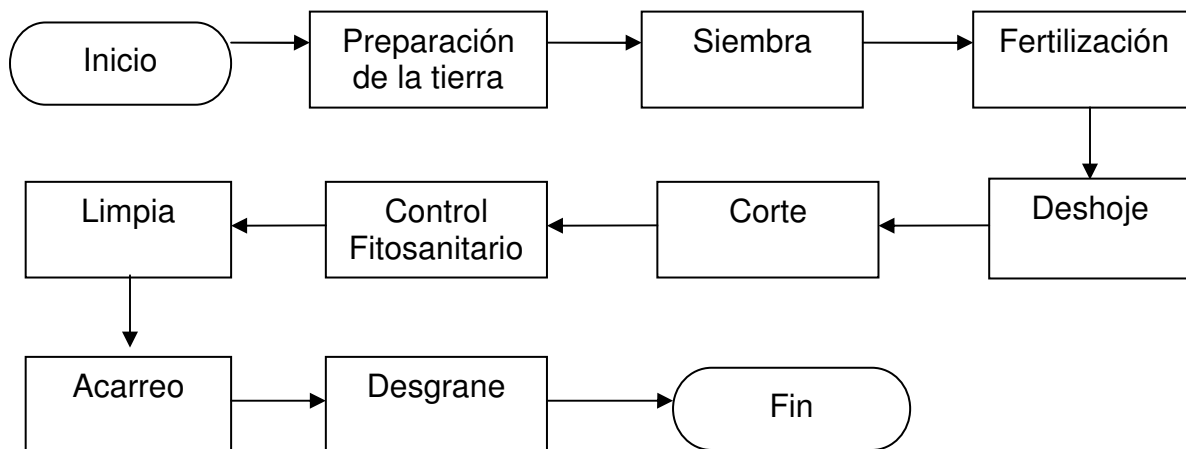 Inicio
Preparación
de la tierra
Siembra
Fertilización
Deshoje
Corte
Control
Fitosanitario
Limpia
Acarreo
Desgrane
Fin